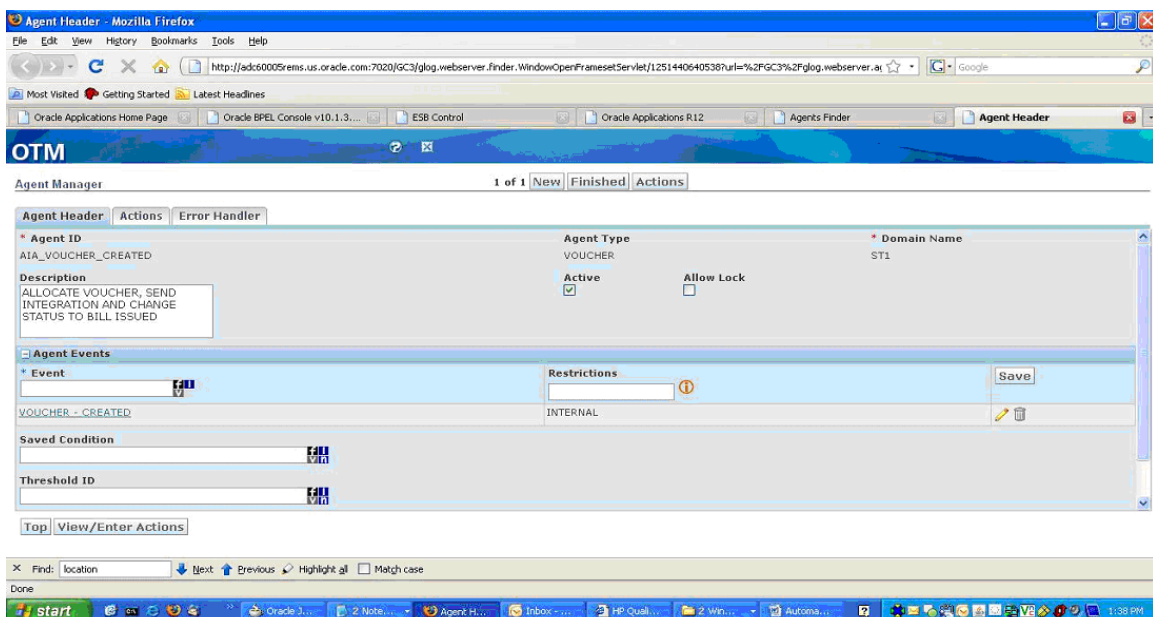 Agent Header - Mozilla Firefox
File Edit View History Bookmarks Tools Help
http://adc60005rems.us.oracle.com:7020/GC3/glog.webserver.finder.WindowOpenFramesetServlet/1251440640538?url=%2FGC3%2Fglog.webserver.a Google
Most Visited Getting Started Latest Headlines
Oracle Applications Home Page Oracle BPEL Console v10.1.3.... ESB Control Oracle Applications R12 Agents Finder Agent Header
OTM
Agent Manager 1 of 1 New Finished Actions
Agent Header Actions Error Handler
* Agent ID Agent Type * Domain Name
AIA_VOUCHER_CREATED VOUCHER ST1
Description Active Allow Lock
ALLOCATE VOUCHER, SEND
INTEGRATION AND CHANGE
STATUS TO BILL ISSUED
Agent Events
* Event Restrictions Save
VOUCHER - CREATED INTERNAL
Saved Condition
Threshold ID
Top View/Enter Actions
Find: location Next Previous Highlight all Match case
Done
start Oracle J... 2 Note... Agent H... Inbox - ... HP Quali... 2 Win... Automa... 1:38 PM